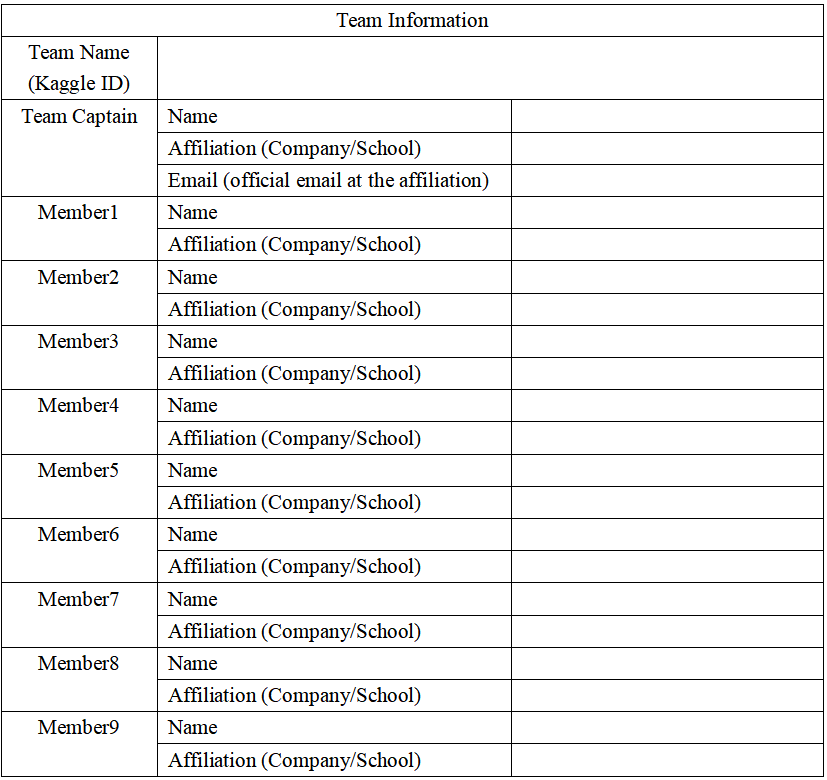 Team Information
Team Name
(Kaggle ID)
Team Captain
Name
Affiliation (Company/School)
Email (official email at the affiliation)
Member1
Name
Affiliation (Company/School)
Member2
Name
Affiliation (Company/School)
Member3
Name
Affiliation (Company/School)
Member4
Name
Affiliation (Company/School)
Member5
Name
Affiliation (Company/School)
Member6
Name
Affiliation (Company/School)
Member7
Name
Affiliation (Company/School)
Member8
Name
Affiliation (Company/School)
Member9
Name
Affiliation (Company/School)